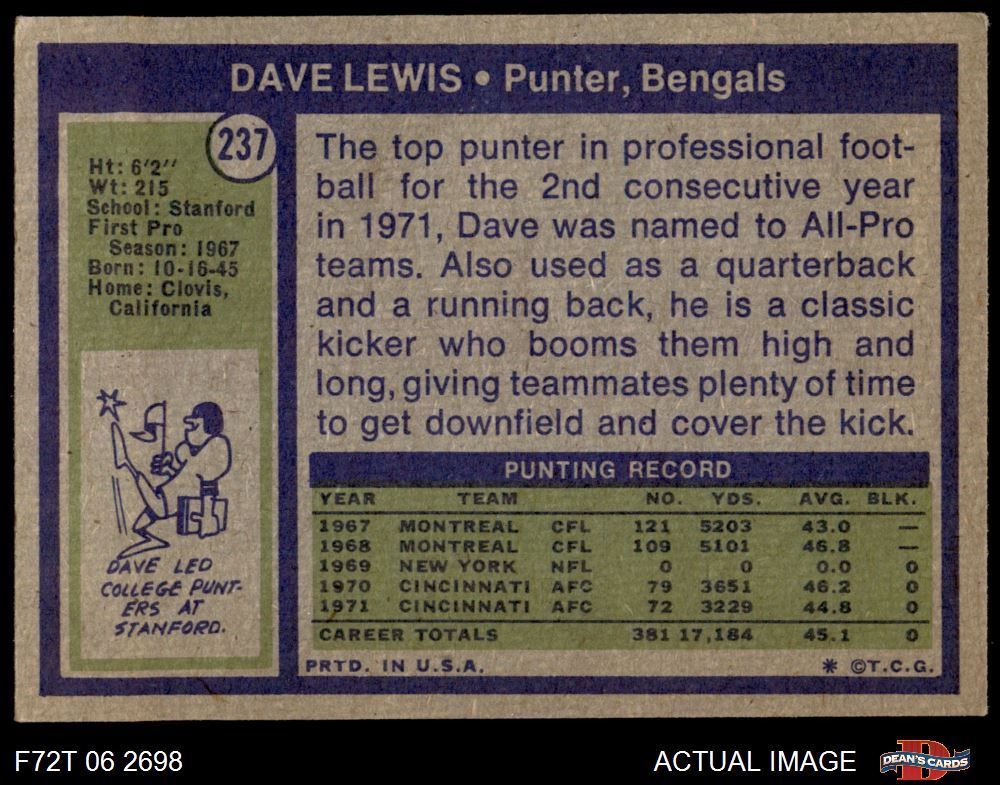 DAVE LEWIS • Punter, Bengals
237
Ht: 6'2''
Wt: 215
School: Stanford
First Pro
Season: 1967
Born: 10-16-45
Home: Clovis,
California
DAVE LED
COLLEGE PUNT-
ERS AT
STANFORD.
The top punter in professional foot-
ball for the 2nd consecutive year
in 1971, Dave was named to All-Pro
teams. Also used as a quarterback
and a running back, he is a classic
kicker who booms them high and
long, giving teammates plenty of time
to get downfield and cover the kick.
PUNTING RECORD
YEAR TEAM NO. YDS. AVG. BLK.
1967 MONTREAL CFL 121 5203 43.0 —
1968 MONTREAL CFL 109 5101 46.8 —
1969 NEW YORK NFL 0 0 0.0 0
1970 CINCINNATI AFC 79 3651 46.2 0
1971 CINCINNATI AFC 72 3229 44.8 0
CAREER TOTALS 381 17,184 45.1 0
PRTD. IN U.S.A. * ©T.C.G.
F72T 06 2698 ACTUAL IMAGE DEAN'S CARDS